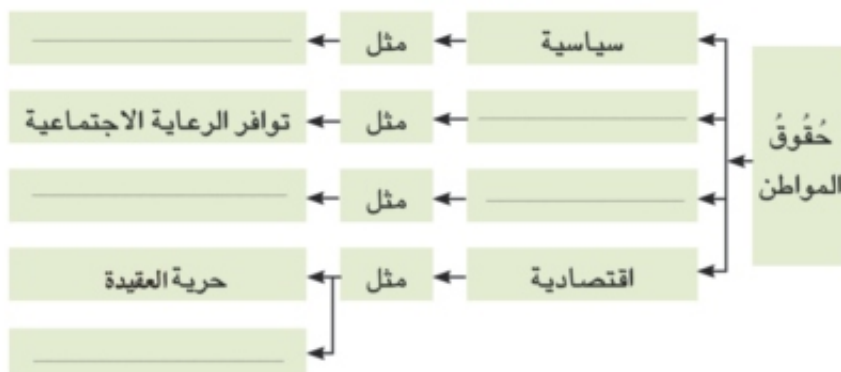 حُقُوقُ
المواطن
سياسية
مثل
مثل
توافر الرعاية الاجتماعية
مثل
اقتصادية
مثل
حرية العقيدة